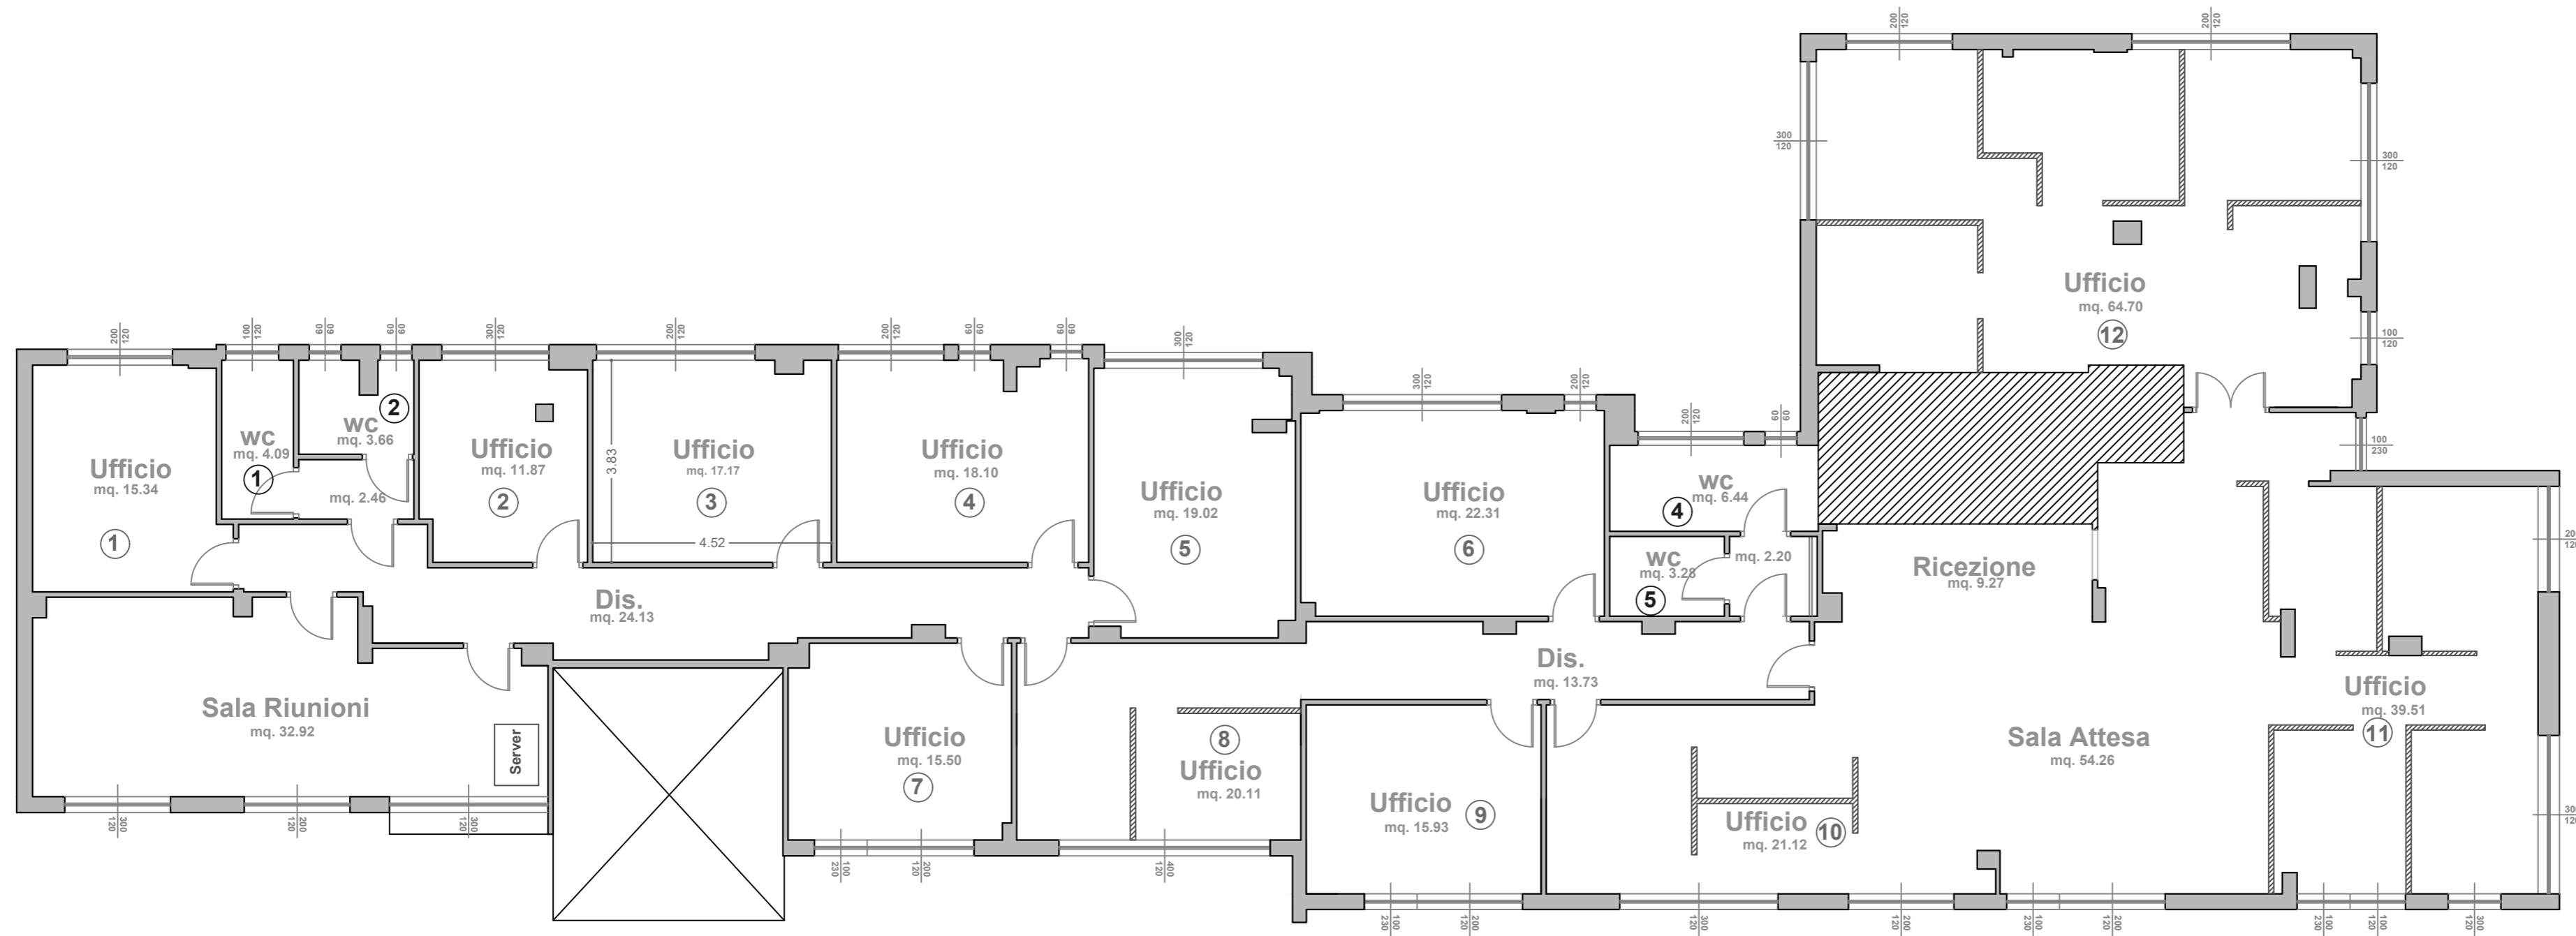 200
120
200
120
300
120
300
120
Ufficio
mq. 64.70
12
100
120
200
120
100
120
60
60
60
60
300
120
200
120
200
120
60
60
60
60
300
120
300
120
200
120
200
120
60
60
100
230
Ufficio
mq. 15.34
1
WC
mq. 4.09
1
2
WC
mq. 3.66
mq. 2.46
Ufficio
mq. 11.87
2
3.83
Ufficio
mq. 17.17
3
4.52
Ufficio
mq. 18.10
4
Ufficio
mq. 19.02
5
Ufficio
mq. 22.31
6
WC
mq. 6.44
4
WC
mq. 3.28
5
mq. 2.20
Ricezione
mq. 9.27
200
120
Dis.
mq. 24.13
Dis.
mq. 13.73
Sala Riunioni
mq. 32.92
Server
Ufficio
mq. 15.50
7
8
Ufficio
mq. 20.11
Ufficio
mq. 15.93
9
Ufficio
mq. 21.12
10
Sala Attesa
mq. 54.26
Ufficio
mq. 39.51
11
300
120
120
300
120
200
120
300
230
100
120
200
120
400
230
100
120
200
120
300
120
200
230
100
120
200
230
100
120
100
120
300